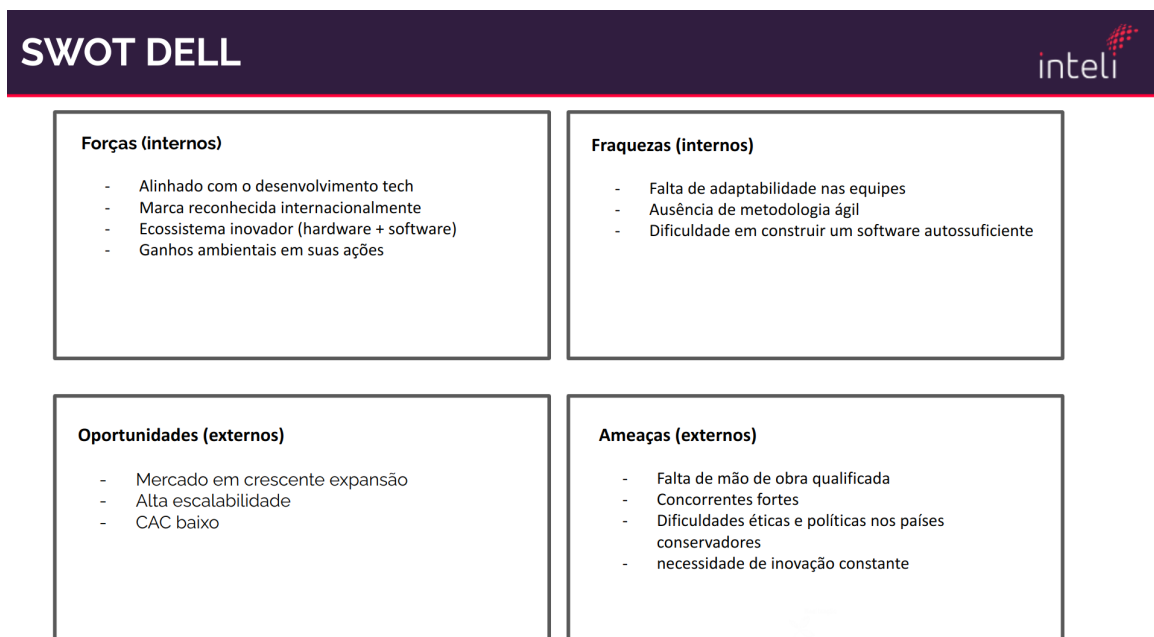 SWOT DELL
inteli
Forças (internos)
- Alinhado com o desenvolvimento tech
- Marca reconhecida internacionalmente
- Ecossistema inovador (hardware + software)
- Ganhos ambientais em suas ações
Fraquezas (internos)
- Falta de adaptabilidade nas equipes
- Ausência de metodologia ágil
- Dificuldade em construir um software autossuficiente
Oportunidades (externos)
- Mercado em crescente expansão
- Alta escalabilidade
- CAC baixo
Ameaças (externos)
- Falta de mão de obra qualificada
- Concorrentes fortes
- Dificuldades éticas e políticas nos países
conservadores
- necessidade de inovação constante